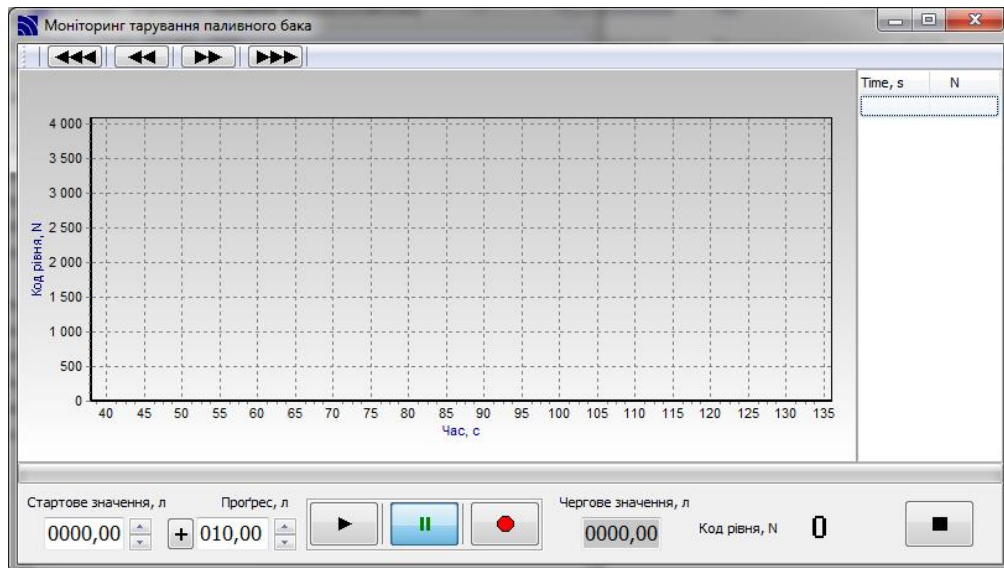 Моніторинг тарування паливного бака
Time, s N
4 000
3 500
3 000
2 500
2 000
1 500
1 000
500
0
Код рівня, N
40 45 50 55 60 65 70 75 80 85 90 95 100 105 110 115 120 125 130 135
Час, с
Стартове значення, л Проґрес, л Чергове значення, л
0000,00 + 010,00 0000,00 Код рівня, N 0